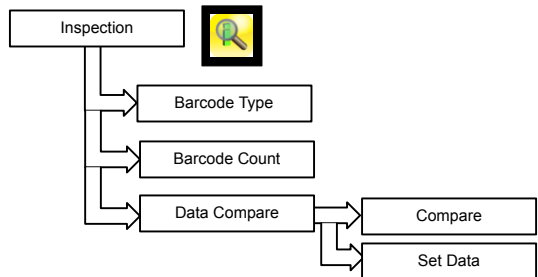 Inspection
Barcode Type
Barcode Count
Data Compare
Compare
Set Data